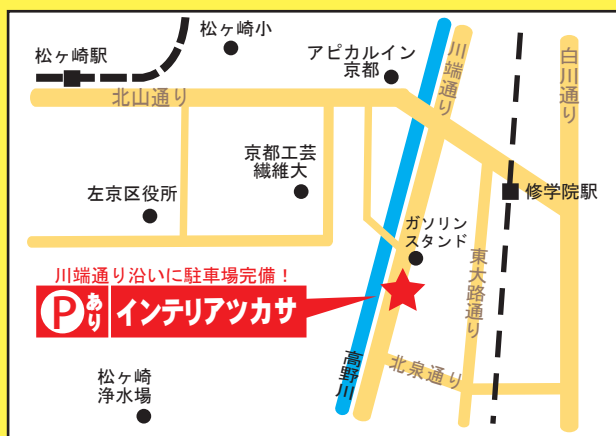 松ヶ崎小
松ヶ崎駅
アピカルイン
京都
川端通り
白川通り
北山通り
京都工芸
繊維大
左京区役所
修学院駅
ガソリン
スタンド
東大路通り
川端通り沿いに駐車場完備！
P あり インテリアツカサ
高野川
北泉通り
松ヶ崎
浄水場